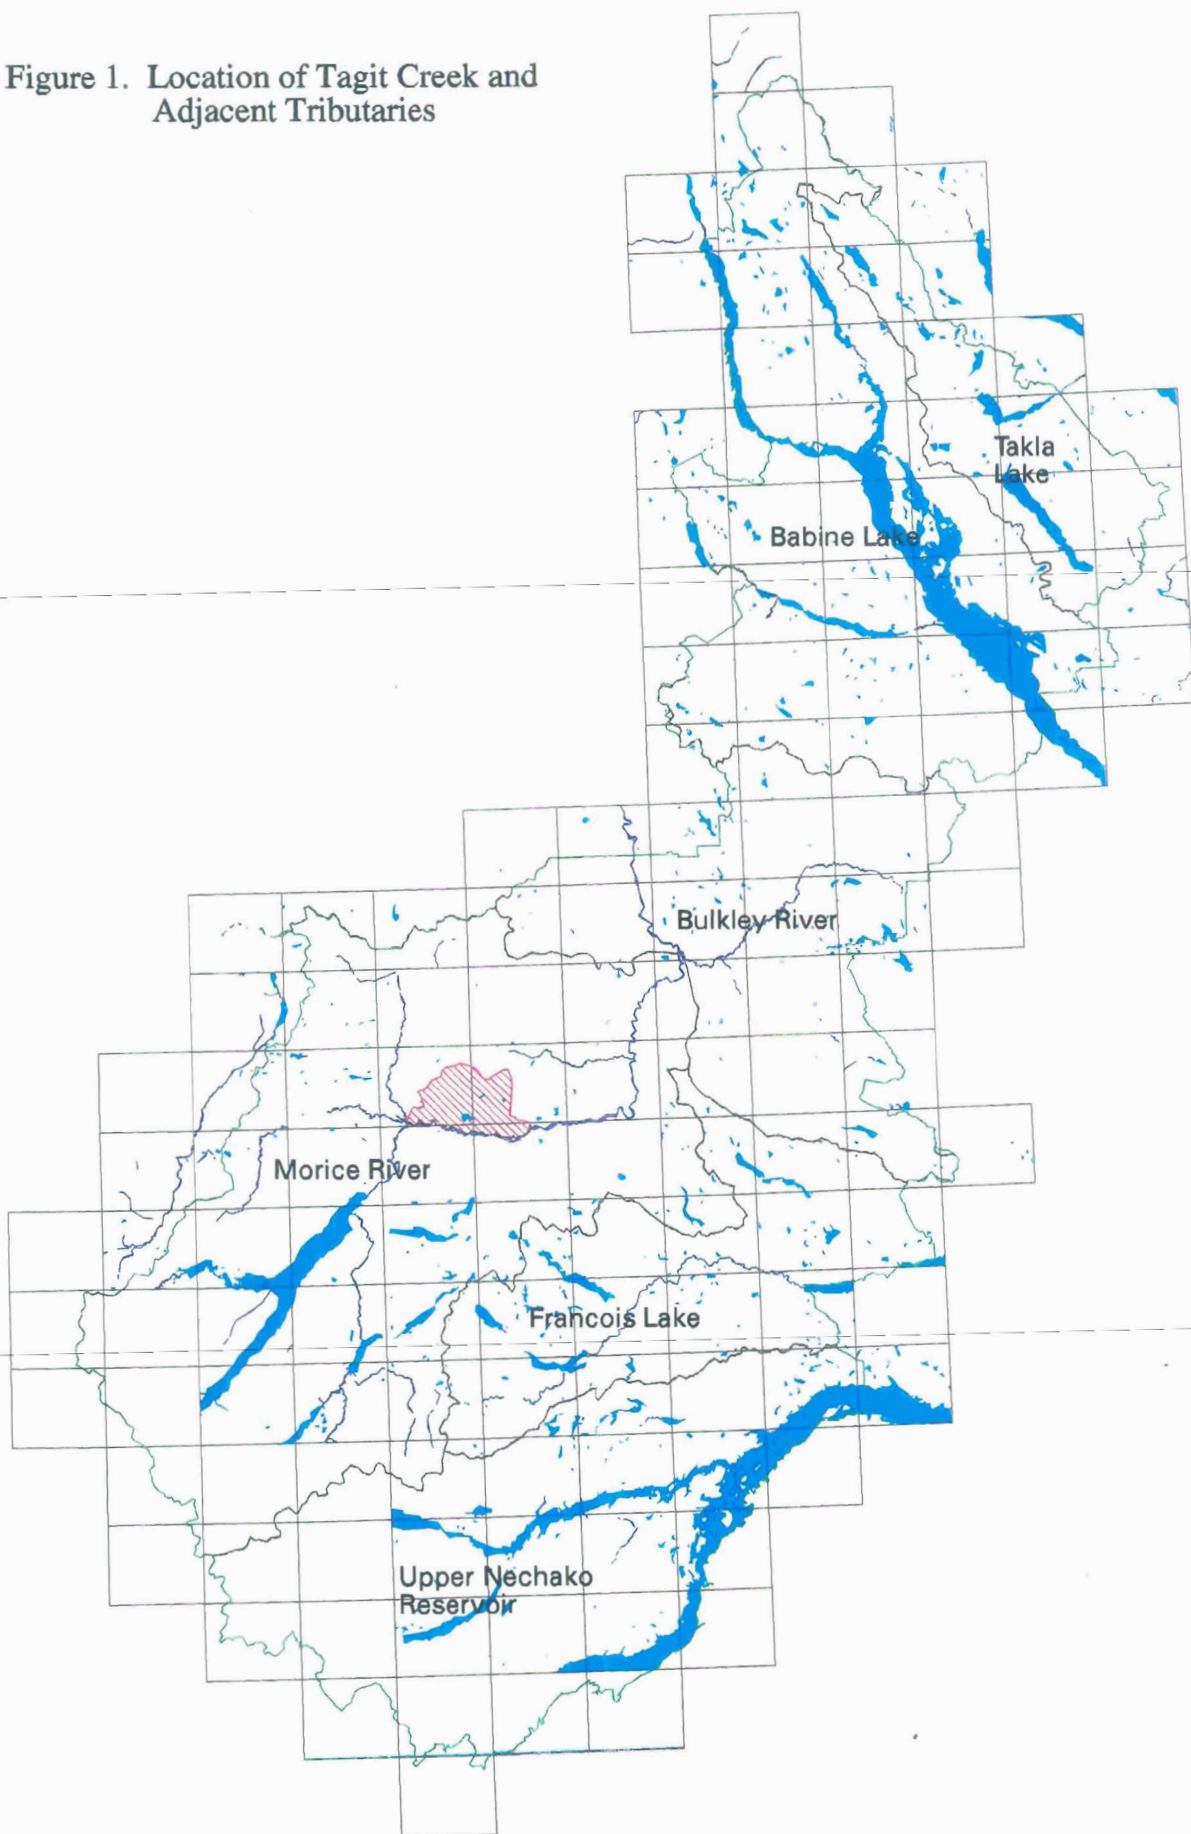 Figure 1. Location of Tagit Creek and
Adjacent Tributaries
Takla
Lake
Babine Lake
Bulkley River
Morice River
Francois Lake
Upper Nechako
Reservoir